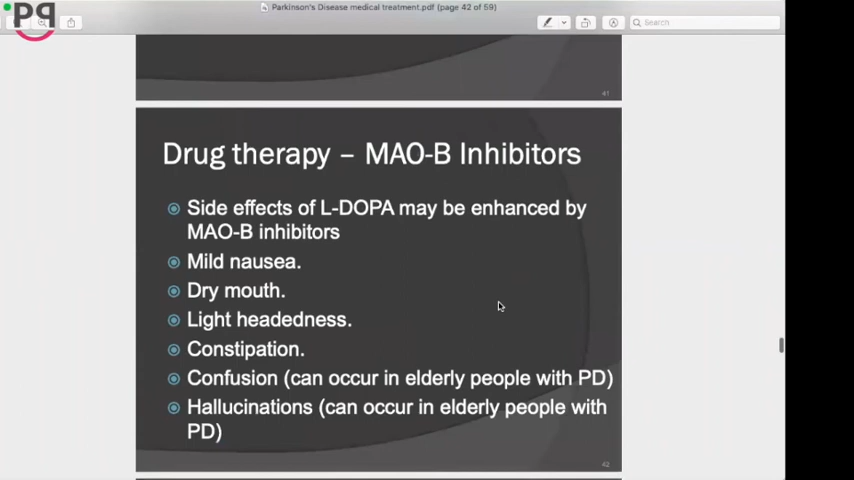 PQ
Parkinson's Disease medical treatment.pdf (page 42 of 59)
Search
41
Drug therapy – MAO-B Inhibitors
Side effects of L-DOPA may be enhanced by
MAO-B inhibitors
Mild nausea.
Dry mouth.
Light headedness.
Constipation.
Confusion (can occur in elderly people with PD)
Hallucinations (can occur in elderly people with
PD)
42